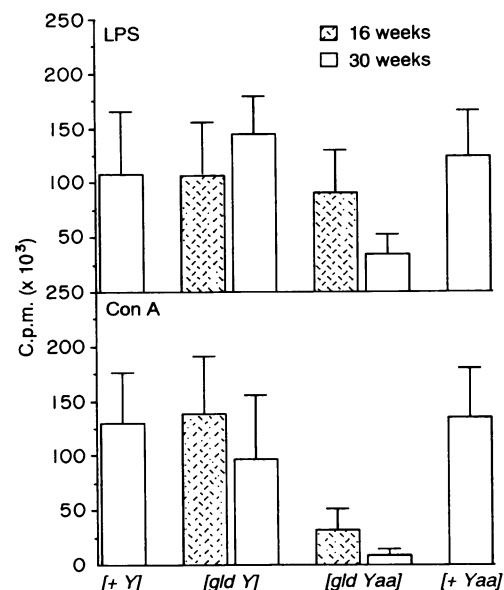 250
LPS
16 weeks
30 weeks
200
150
100
50
250
Con A
200
150
100
50
0
C.p.m. (x 10³)
[+ Y] [gld Y] [gld Yaa] [+ Yaa]